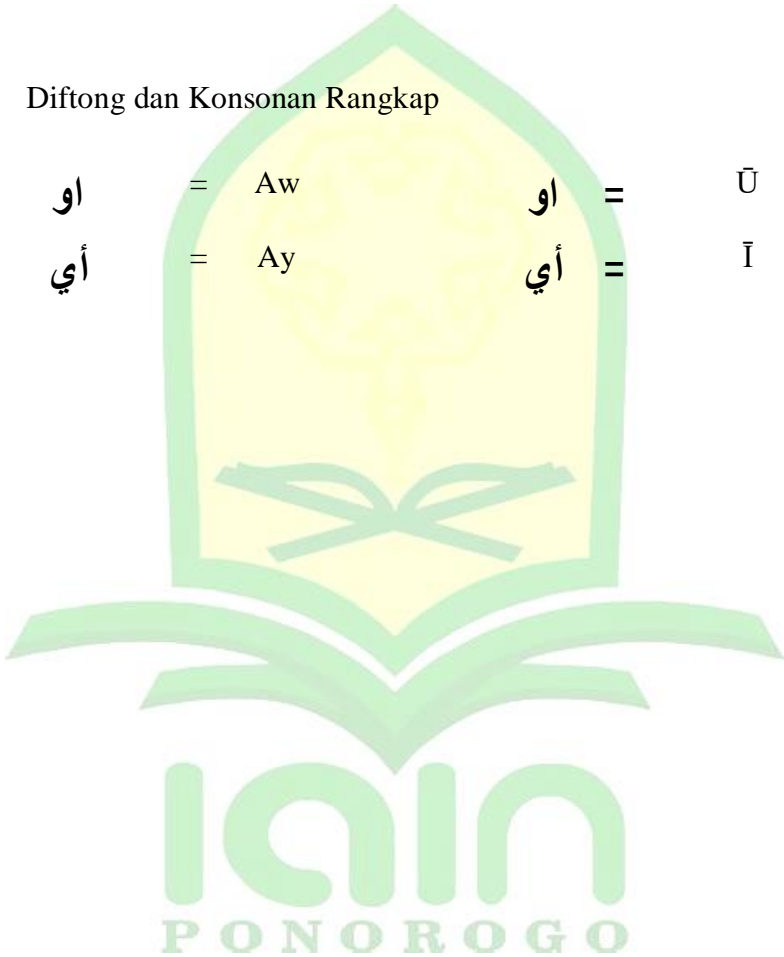 Diftong dan Konsonan Rangkap
او = Aw او = Ū
أي = Ay أي = Ī
IAIN
PONOROGO